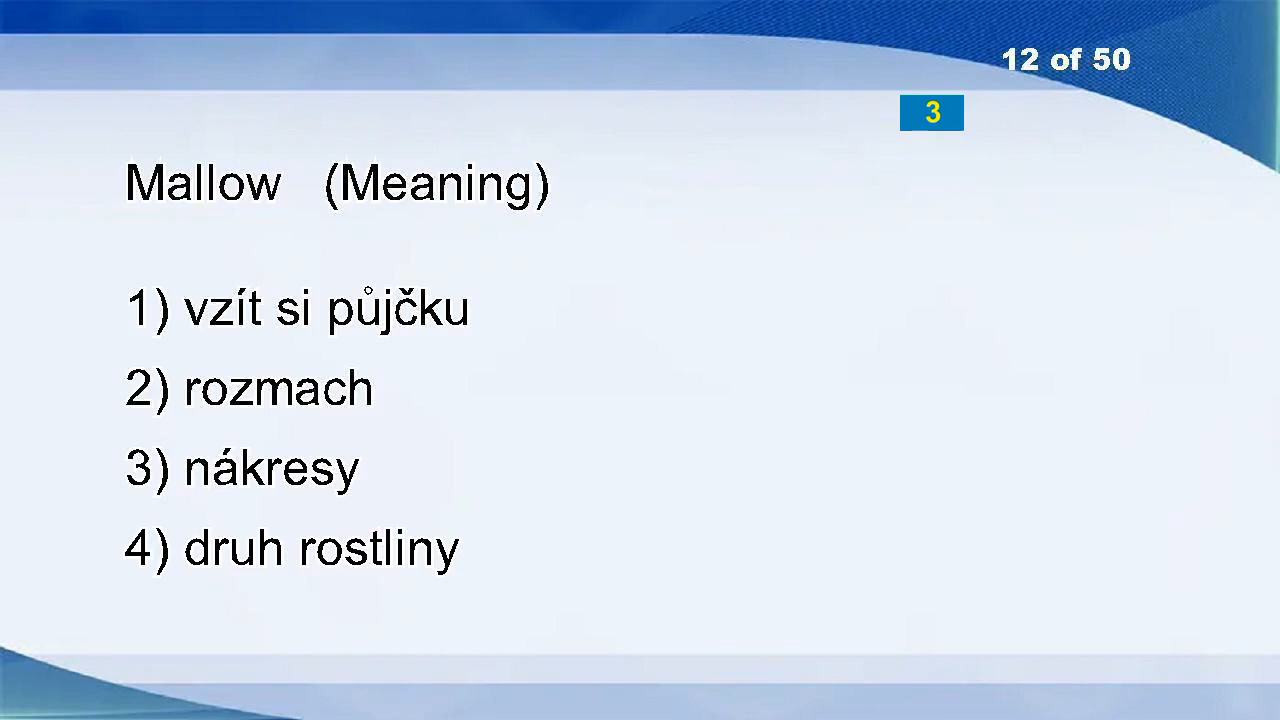 12 of 50
3
Mallow (Meaning)
1) vzít si půjčku
2) rozmach
3) nákresy
4) druh rostliny